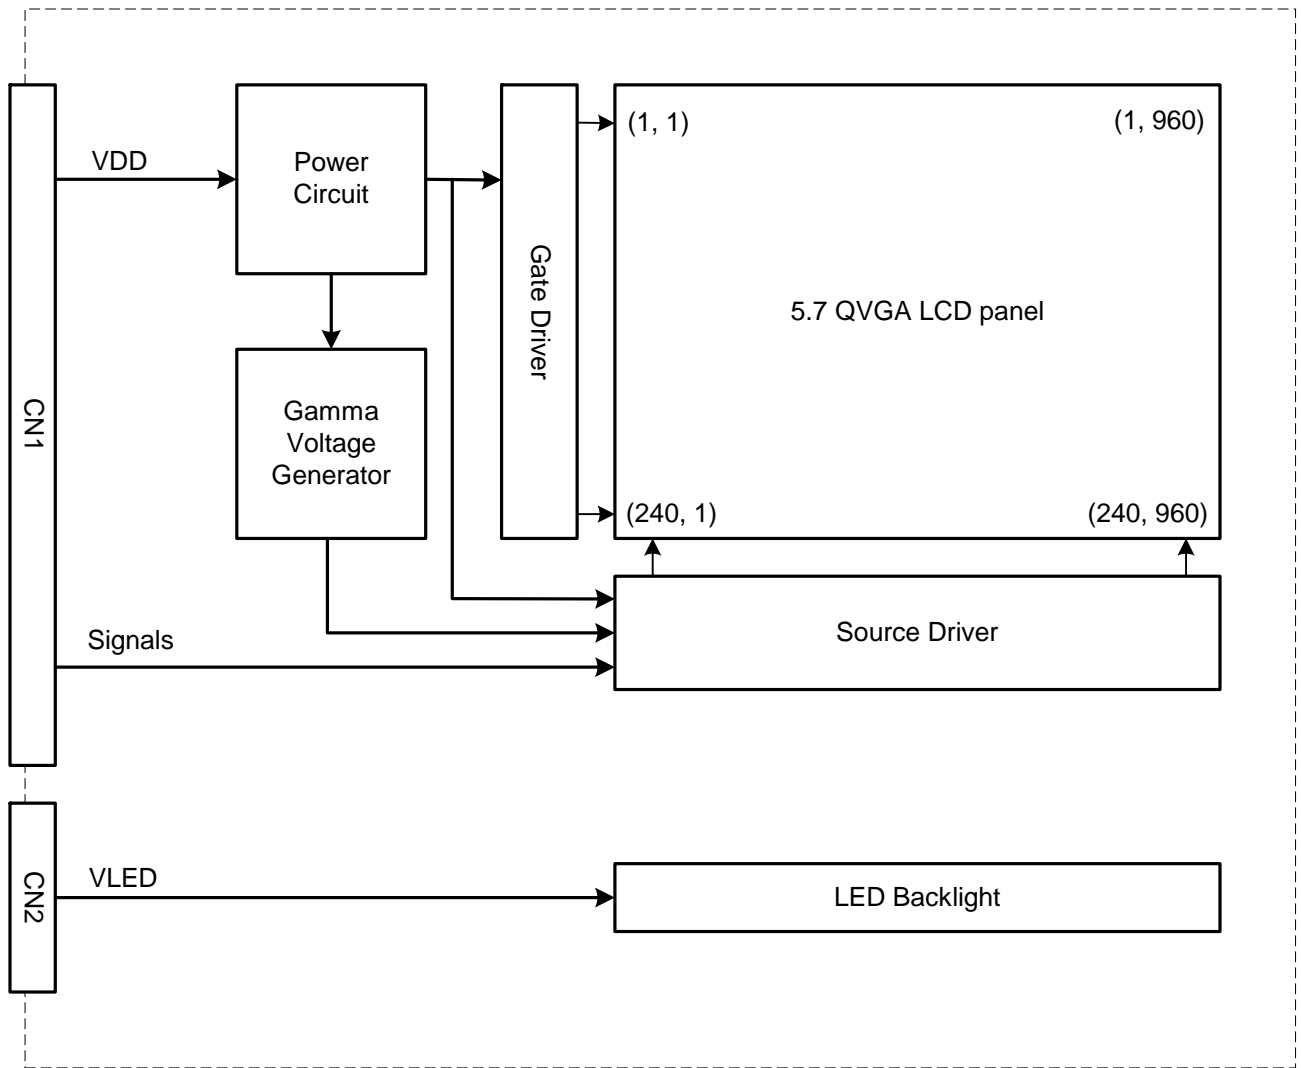 (1, 1)
(1, 960)
VDD
Power
Circuit
Gate Driver
5.7 QVGA LCD panel
CN1
Gamma
Voltage
Generator
(240, 1)
(240, 960)
Signals
Source Driver
CN2
VLED
LED Backlight